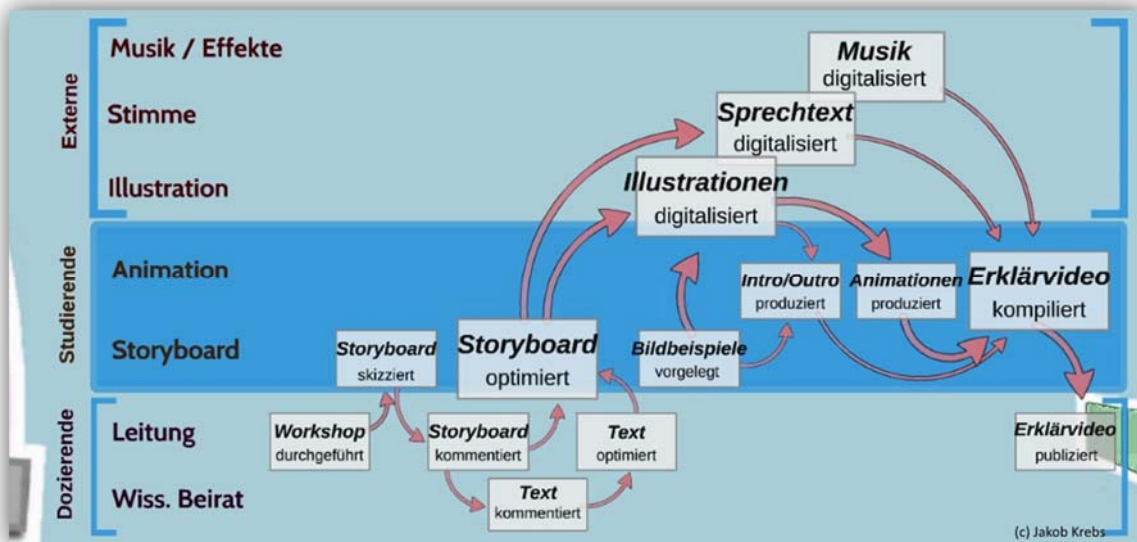 Externe
Musik / Effekte
Stimme
Illustration
Musik
digitalisiert
Sprechtext
digitalisiert
Illustrationen
digitalisiert
Studierende
Animation
Storyboard
Storyboard
skizziert
Storyboard
optimiert
Bildbeispiele
vorgelegt
Intro/Outro
produziert
Animationen
produziert
Erklärvideo
kompiliert
Dozierende
Leitung
Wiss. Beirat
Workshop
durchgeführt
Storyboard
kommentiert
Text
kommentiert
Text
optimiert
Erklärvideo
publiziert
(c) Jakob Krebs